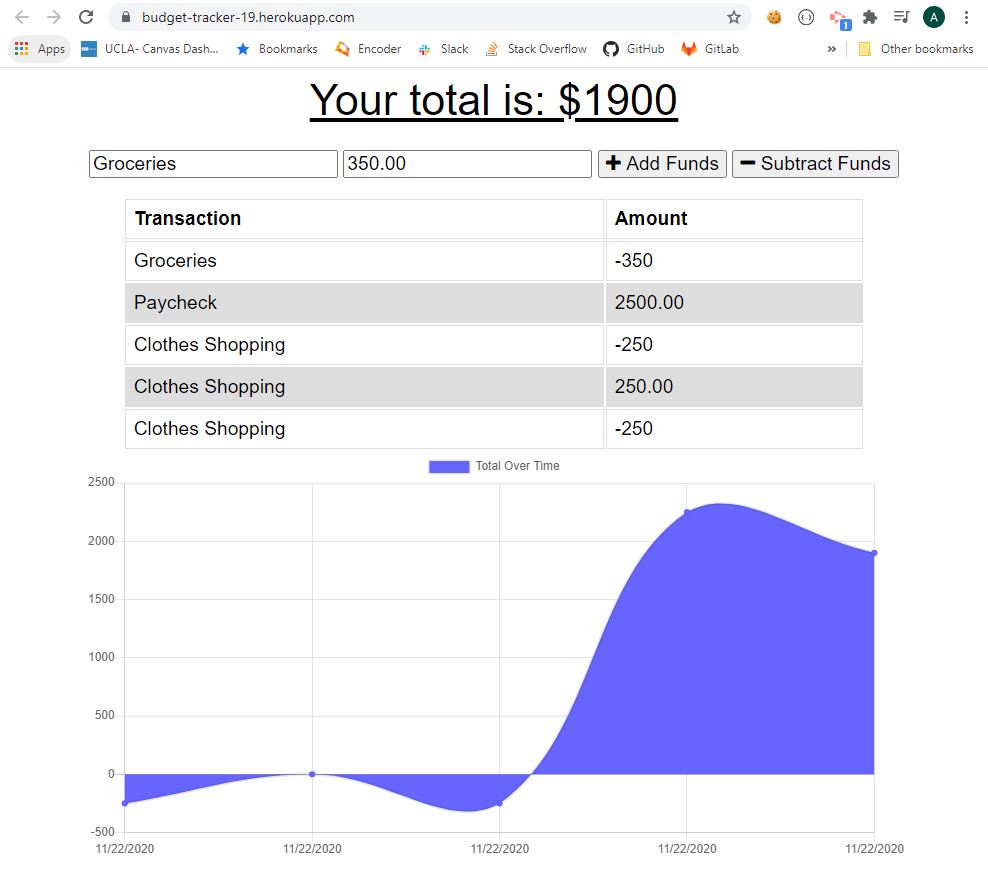 budget-tracker-19.herokuapp.com
1
A
Apps UCLA- Canvas Dash... Bookmarks Encoder Slack Stack Overflow GitHub GitLab » Other bookmarks
Your total is: $1900
Groceries 350.00 + Add Funds − Subtract Funds
Transaction Amount
Groceries -350
Paycheck 2500.00
Clothes Shopping -250
Clothes Shopping 250.00
Clothes Shopping -250
Total Over Time
2500
2000
1500
1000
500
0
-500
11/22/2020 11/22/2020 11/22/2020 11/22/2020 11/22/2020